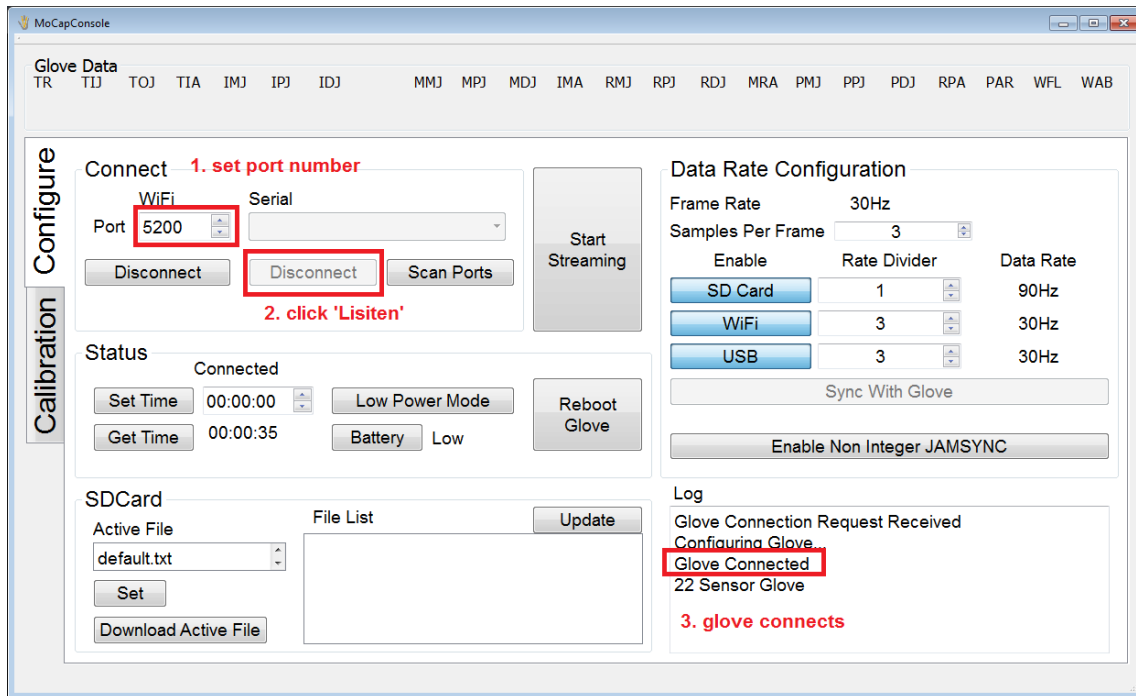 MoCapConsole
Glove Data
TR TIJ TOJ TIA IMJ IPJ IDJ MMJ MPJ MDJ IMA RMJ RPJ RDJ MRA PMJ PPJ PDJ RPA PAR WFL WAB
Configure
Calibration
Connect
1. set port number
WiFi Serial
Port 5200
Disconnect Disconnect Scan Ports
2. click 'Lisiten'
Start
Streaming
Status
Connected
Set Time 00:00:00 Low Power Mode
Get Time 00:00:35 Battery Low
Reboot
Glove
SDCard
Active File
default.txt
Set
Download Active File
File List
Update
Data Rate Configuration
Frame Rate 30Hz
Samples Per Frame 3
Enable Rate Divider Data Rate
SD Card 1 90Hz
WiFi 3 30Hz
USB 3 30Hz
Sync With Glove
Enable Non Integer JAMSYNC
Log
Glove Connection Request Received
Configuring Glove...
Glove Connected
22 Sensor Glove
3. glove connects